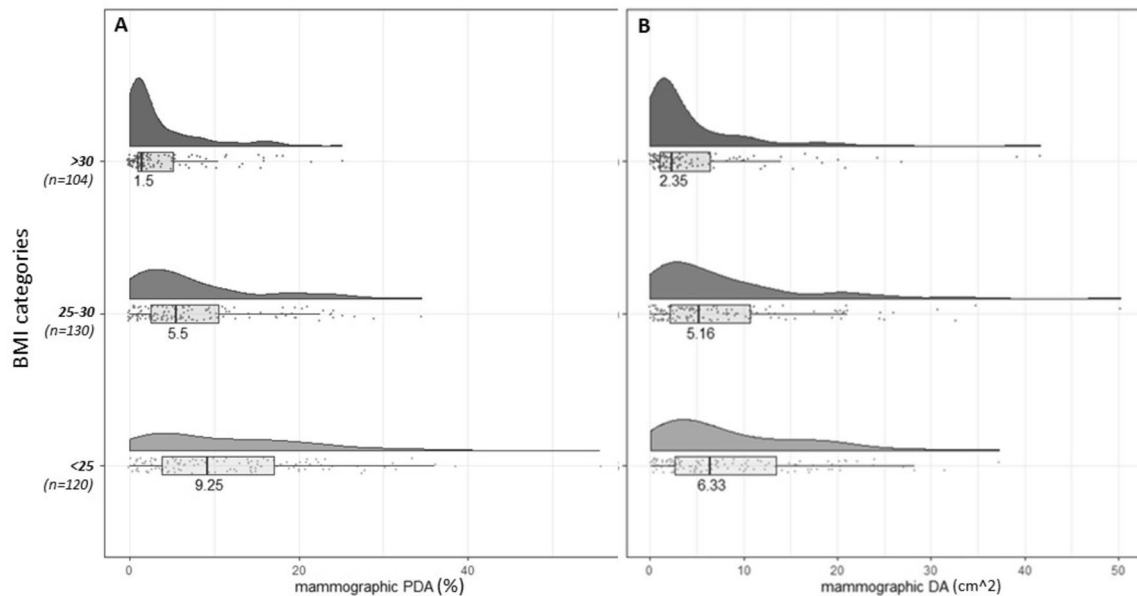 A
B
BMI categories
>30
(n=104)
1.5
2.35
25-30
(n=130)
5.5
5.16
<25
(n=120)
9.25
6.33
0 20 40
0 10 20 30 40 50
mammographic PDA (%)
mammographic DA (cm^2)